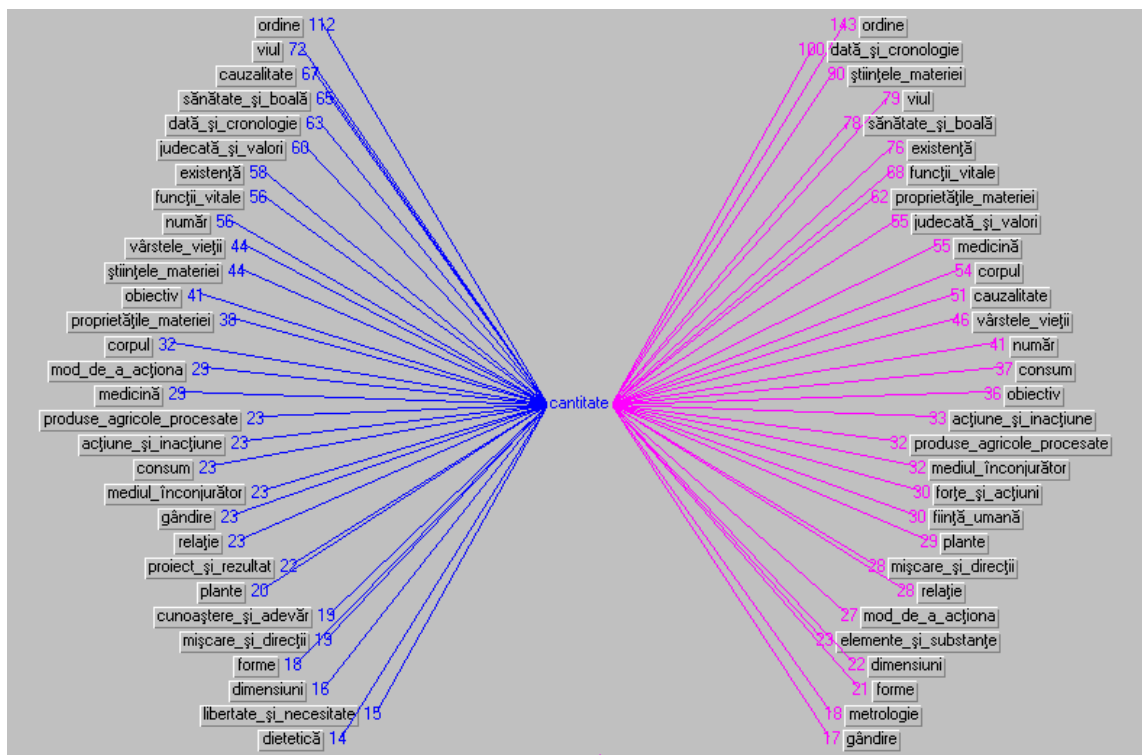 ordine 112
viul 72
cauzalitate 67
sănătate_şi_boală 65
dată_şi_cronologie 63
judecată_şi_valori 60
existenţă 58
funcţii_vitale 56
număr 56
vârstele_vieţii 44
ştiinţele_materiei 44
obiectiv 41
proprietăţile_materiei 38
corpul 32
mod_de_a_acţiona 29
medicină 29
produse_agricole_procesate 23
acţiune_şi_inacţiune 23
consum 23
mediul_înconjurător 23
gândire 23
relaţie 23
proiect_şi_rezultat 22
plante 20
cunoaştere_şi_adevăr 19
mişcare_şi_direcţii 19
forme 18
dimensiuni 16
libertate_şi_necesitate 15
dietetică 14
cantitate
143 ordine
100 dată_şi_cronologie
90 ştiinţele_materiei
79 viul
78 sănătate_şi_boală
76 existenţă
68 funcţii_vitale
62 proprietăţile_materiei
55 judecată_şi_valori
55 medicină
54 corpul
51 cauzalitate
46 vârstele_vieţii
41 număr
37 consum
36 obiectiv
33 acţiune_şi_inacţiune
32 produse_agricole_procesate
32 mediul_înconjurător
30 forţe_şi_acţiuni
30 fiinţă_umană
29 plante
28 mişcare_şi_direcţii
28 relaţie
27 mod_de_a_acţiona
23 elemente_şi_substanţe
22 dimensiuni
21 forme
18 metrologie
17 gândire